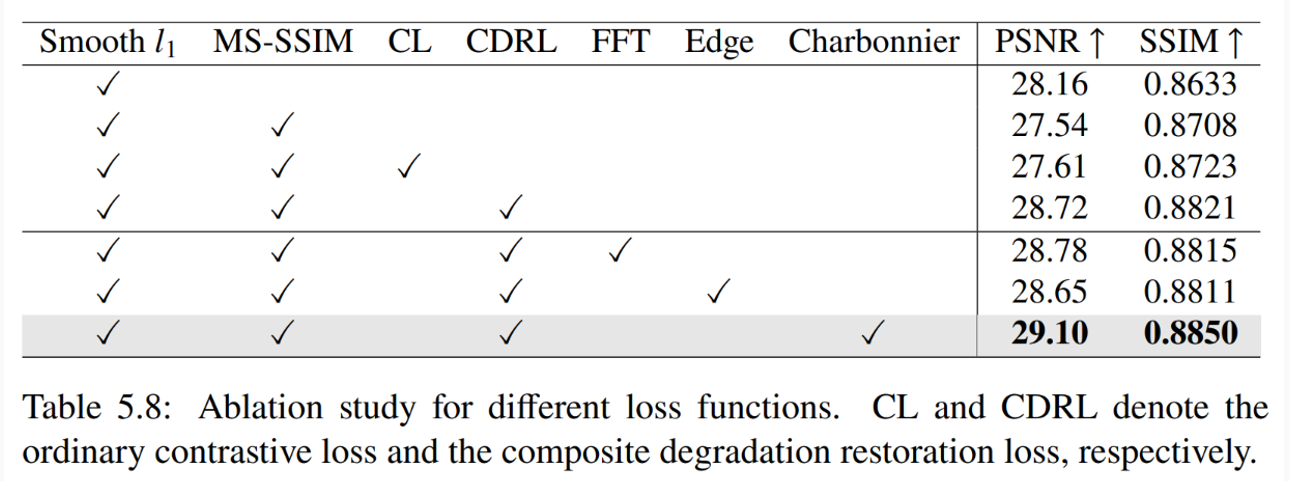 Smooth l1 MS-SSIM CL CDRL FFT Edge Charbonnier PSNR ↑ SSIM ↑
✓ 28.16 0.8633
✓ ✓ 27.54 0.8708
✓ ✓ ✓ 27.61 0.8723
✓ ✓ ✓ 28.72 0.8821
✓ ✓ ✓ ✓ 28.78 0.8815
✓ ✓ ✓ ✓ 28.65 0.8811
✓ ✓ ✓ ✓ 29.10 0.8850
Table 5.8: Ablation study for different loss functions. CL and CDRL denote the
ordinary contrastive loss and the composite degradation restoration loss, respectively.